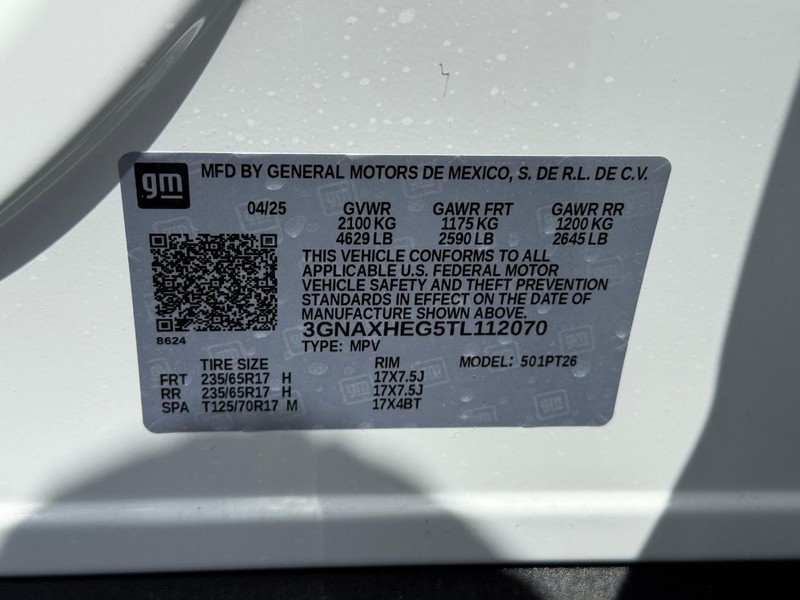 gm MFD BY GENERAL MOTORS DE MEXICO, S. DE R.L. DE C.V.
04/25 GVWR GAWR FRT GAWR RR
2100 KG 1175 KG 1200 KG
4629 LB 2590 LB 2645 LB
THIS VEHICLE CONFORMS TO ALL
APPLICABLE U.S. FEDERAL MOTOR
VEHICLE SAFETY AND THEFT PREVENTION
STANDARDS IN EFFECT ON THE DATE OF
MANUFACTURE SHOWN ABOVE.
3GNAXHEG5TL112070
8624 TYPE: MPV
TIRE SIZE RIM MODEL: 501PT26
FRT 235/65R17 H 17X7.5J
RR 235/65R17 H 17X7.5J
SPA T125/70R17 M 17X4BT